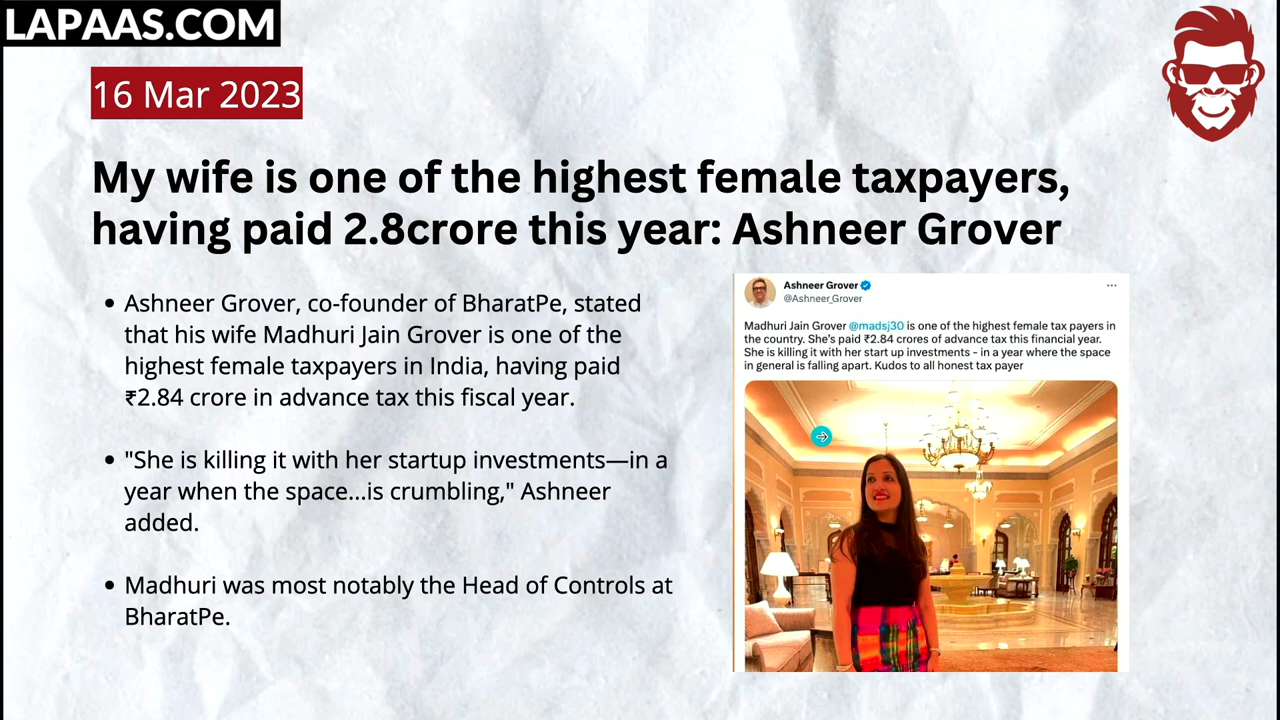 LAPAAS.COM
16 Mar 2023
My wife is one of the highest female taxpayers,
having paid 2.8crore this year: Ashneer Grover
• Ashneer Grover, co-founder of BharatPe, stated
that his wife Madhuri Jain Grover is one of the
highest female taxpayers in India, having paid
₹2.84 crore in advance tax this fiscal year.
• "She is killing it with her startup investments—in a
year when the space...is crumbling," Ashneer
added.
• Madhuri was most notably the Head of Controls at
BharatPe.
Ashneer Grover
@Ashneer_Grover
Madhuri Jain Grover @madsj30 is one of the highest female tax payers in
the country. She's paid ₹2.84 crores of advance tax this financial year.
She is killing it with her start up investments - in a year where the space
in general is falling apart. Kudos to all honest tax payer